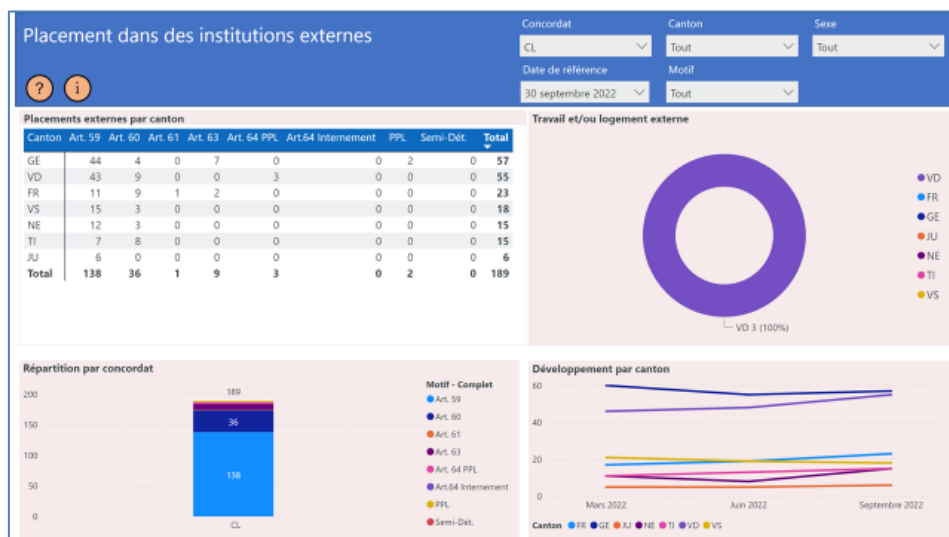 Placement dans des institutions externes
Concordat
Canton
Sexe
CL
Tout
Tout
Date de référence
Motif
30 septembre 2022
Tout
?
i
Placements externes par canton
Canton Art. 59 Art. 60 Art. 61 Art. 63 Art. 64 PPL Art.64 Internement PPL Semi-Dét. Total
GE 44 4 0 7 0 0 2 0 57
VD 43 9 0 0 3 0 0 0 55
FR 11 9 1 2 0 0 0 0 23
VS 15 3 0 0 0 0 0 0 18
NE 12 3 0 0 0 0 0 0 15
TI 7 8 0 0 0 0 0 0 15
JU 6 0 0 0 0 0 0 0 6
Total 138 36 1 9 3 0 2 0 189
Travail et/ou logement externe
VD
FR
GE
JU
NE
TI
VS
VD 3 (100%)
Répartition par concordat
200
150
100
50
0
189
36
138
CL
Motif - Complet
Art. 59
Art. 60
Art. 61
Art. 63
Art. 64 PPL
Art.64 Internement
PPL
Semi-Dét.
Développement par canton
60
40
20
0
Mars 2022 Juin 2022 Septembre 2022
Canton FR GE JU NE TI VD VS